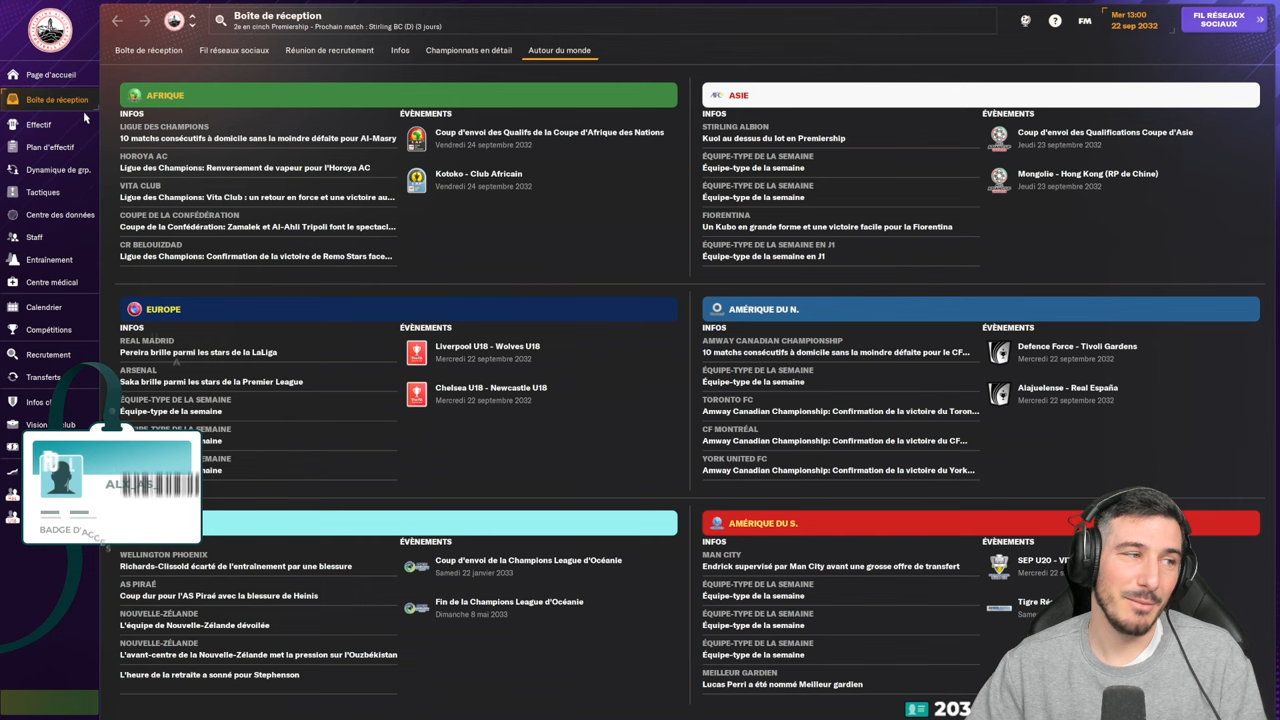 Boîte de réception
2e en cinch Premiership - Prochain match : Stirling BC (D) (3 jours)
FM
Mer 13:00
22 sep 2032
FIL RÉSEAUX
SOCIAUX
Boîte de réception
Fil réseaux sociaux
Réunion de recrutement
Infos
Championnats en détail
Autour du monde
Page d'accueil
Boîte de réception
Effectif
Plan d'effectif
Dynamique de grp.
Tactiques
Centre des données
Staff
Entraînement
Centre médical
Calendrier
Compétitions
Recrutement
Transferts
Infos
AFRIQUE
INFOS
LIGUE DES CHAMPIONS
10 matchs consécutifs à domicile sans la moindre défaite pour Al-Masry
HOROYA AC
Ligue des Champions: Renversement de vapeur pour l'Horoya AC
VITA CLUB
Ligue des Champions: Vita Club : un retour en force et une victoire au...
COUPE DE LA CONFÉDÉRATION
Coupe de la Confédération: Zamalek et Al-Ahli Tripoli font le spectacl...
CR BELOUIZDAD
Ligue des Champions: Confirmation de la victoire de Remo Stars face...
ÉVÈNEMENTS
Coup d'envoi des Qualifs de la Coupe d'Afrique des Nations
Vendredi 24 septembre 2032
Kotoko - Club Africain
Vendredi 24 septembre 2032
ASIE
INFOS
STIRLING ALBION
Kuol au dessus du lot en Premiership
ÉQUIPE-TYPE DE LA SEMAINE
Équipe-type de la semaine
ÉQUIPE-TYPE DE LA SEMAINE
Équipe-type de la semaine
FIORENTINA
Un Kubo en grande forme et une victoire facile pour la Fiorentina
ÉQUIPE-TYPE DE LA SEMAINE EN J1
Équipe-type de la semaine en J1
ÉVÈNEMENTS
Coup d'envoi des Qualifications Coupe d'Asie
Jeudi 23 septembre 2032
Mongolie - Hong Kong (RP de Chine)
Jeudi 23 septembre 2032
EUROPE
INFOS
REAL MADRID
Pereira brille parmi les stars de la LaLiga
ARSENAL
Saka brille parmi les stars de la Premier League
ÉQUIPE-TYPE DE LA SEMAINE
Équipe-type de la semaine
DE LA SEMAINE
DE LA SEMAINE
ÉVÈNEMENTS
Liverpool U18 - Wolves U18
Mercredi 22 septembre 2032
Chelsea U18 - Newcastle U18
Mercredi 22 septembre 2032
AMÉRIQUE DU N.
INFOS
AMWAY CANADIAN CHAMPIONSHIP
10 matchs consécutifs à domicile sans la moindre défaite pour le CF...
ÉQUIPE-TYPE DE LA SEMAINE
Équipe-type de la semaine
TORONTO FC
Amway Canadian Championship: Confirmation de la victoire du Toron...
CF MONTRÉAL
Amway Canadian Championship: Confirmation de la victoire du CF...
YORK UNITED FC
Amway Canadian Championship: Confirmation de la victoire du York...
ÉVÈNEMENTS
Defence Force - Tivoli Gardens
Mercredi 22 septembre 2032
Alajuelense - Real España
Mercredi 22 septembre 2032
BADGE D'ACCES
INFOS
WELLINGTON PHOENIX
Richards-Clissold écarté de l'entrainement par une blessure
AS PIRAÉ
Coup dur pour l'AS Piraé avec la blessure de Heinis
NOUVELLE-ZÉLANDE
L'équipe de Nouvelle-Zélande dévoilée
NOUVELLE-ZÉLANDE
L'avant-centre de la Nouvelle-Zélande met la pression sur l'Ouzbékistan
L'heure de la retraite a sonné pour Stephenson
ÉVÈNEMENTS
Coup d'envoi de la Champions League d'Océanie
Samedi 22 janvier 2033
Fin de la Champions League d'Océanie
Dimanche 8 mai 2033
AMÉRIQUE DU S.
INFOS
MAN CITY
Endrick supervisé par Man City avant une grosse offre de transfert
ÉQUIPE-TYPE DE LA SEMAINE
Équipe-type de la semaine
ÉQUIPE-TYPE DE LA SEMAINE
Équipe-type de la semaine
ÉQUIPE-TYPE DE LA SEMAINE
Équipe-type de la semaine
MEILLEUR GARDIEN
Lucas Perri a été nommé Meilleur gardien
ÉVÈNEMENTS
SEP U20
Tigre
203